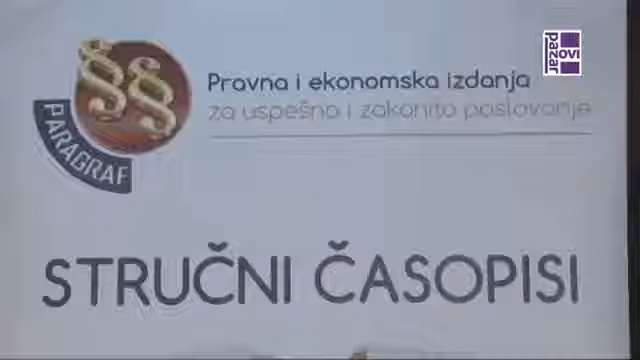 novi
pazar
§§
PARAGRAF
Pravna i ekonomska izdanja
za uspešno i zakonito poslovanje
STRUČNI ČASOPISI